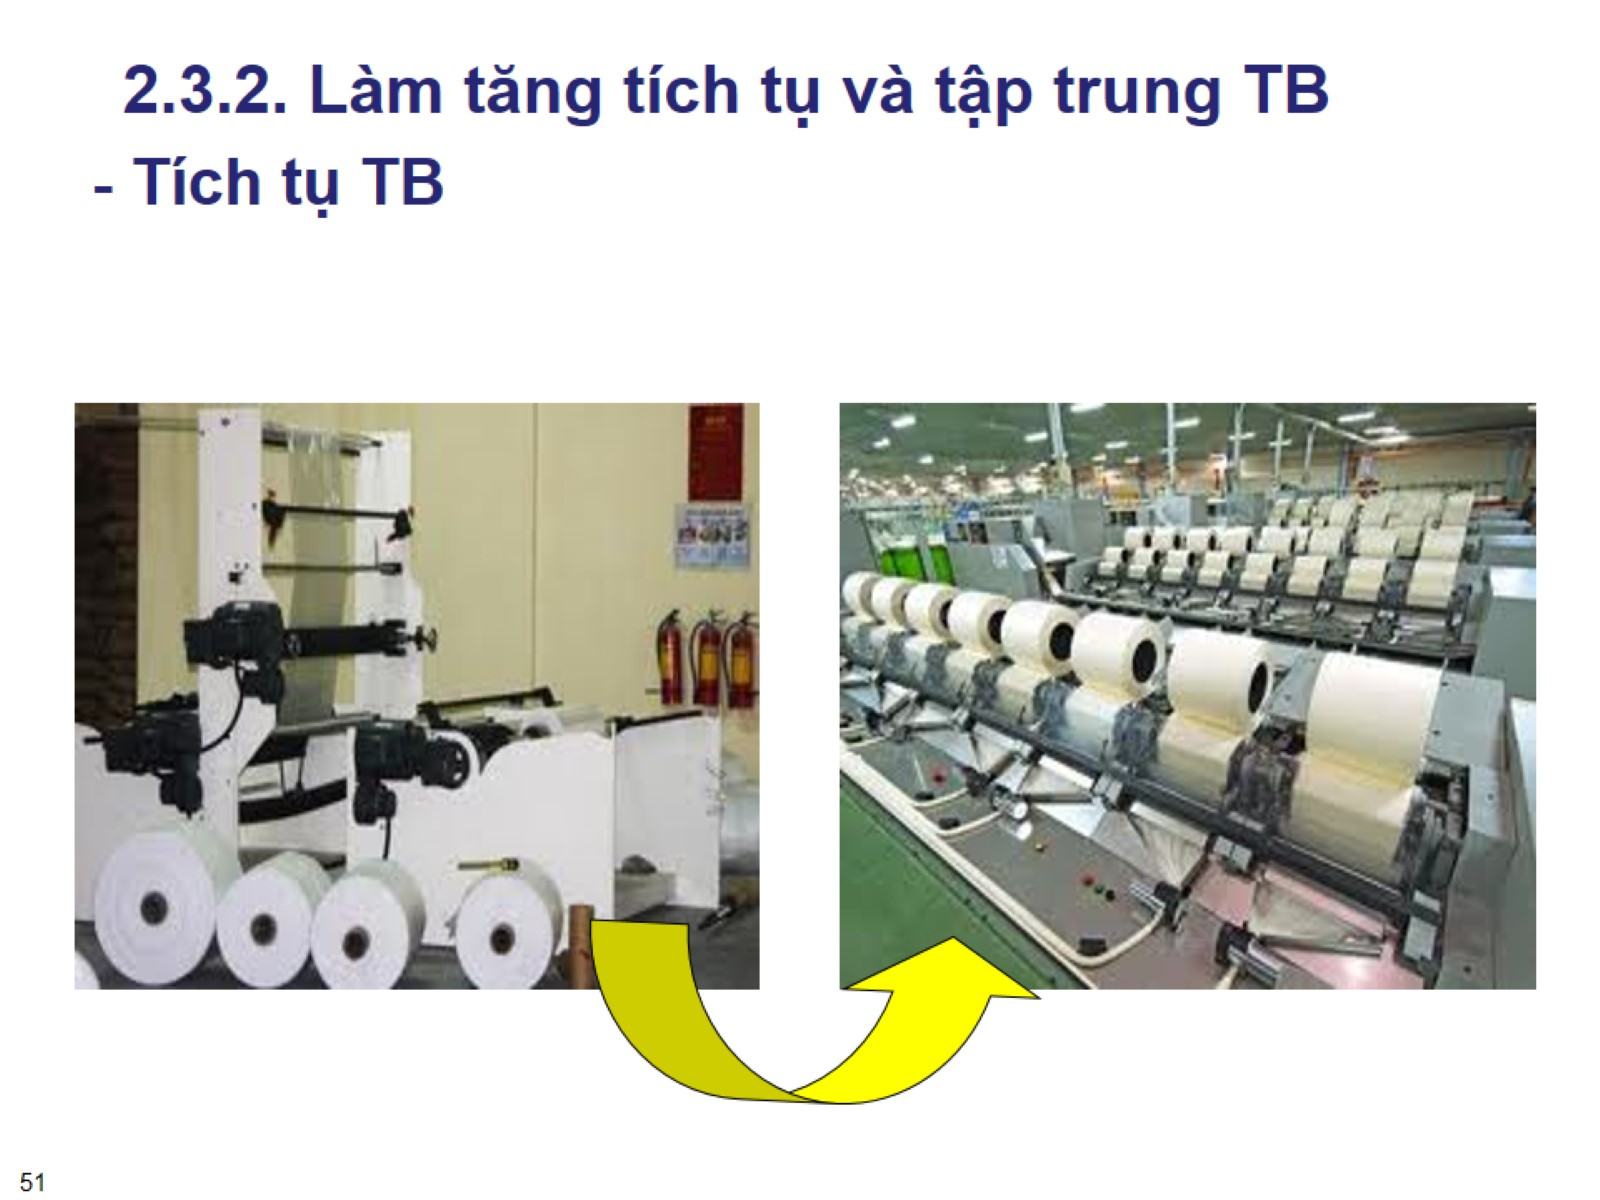 2.3.2. Làm tăng tích tụ và tập trung TB
- Tích tụ TB
51